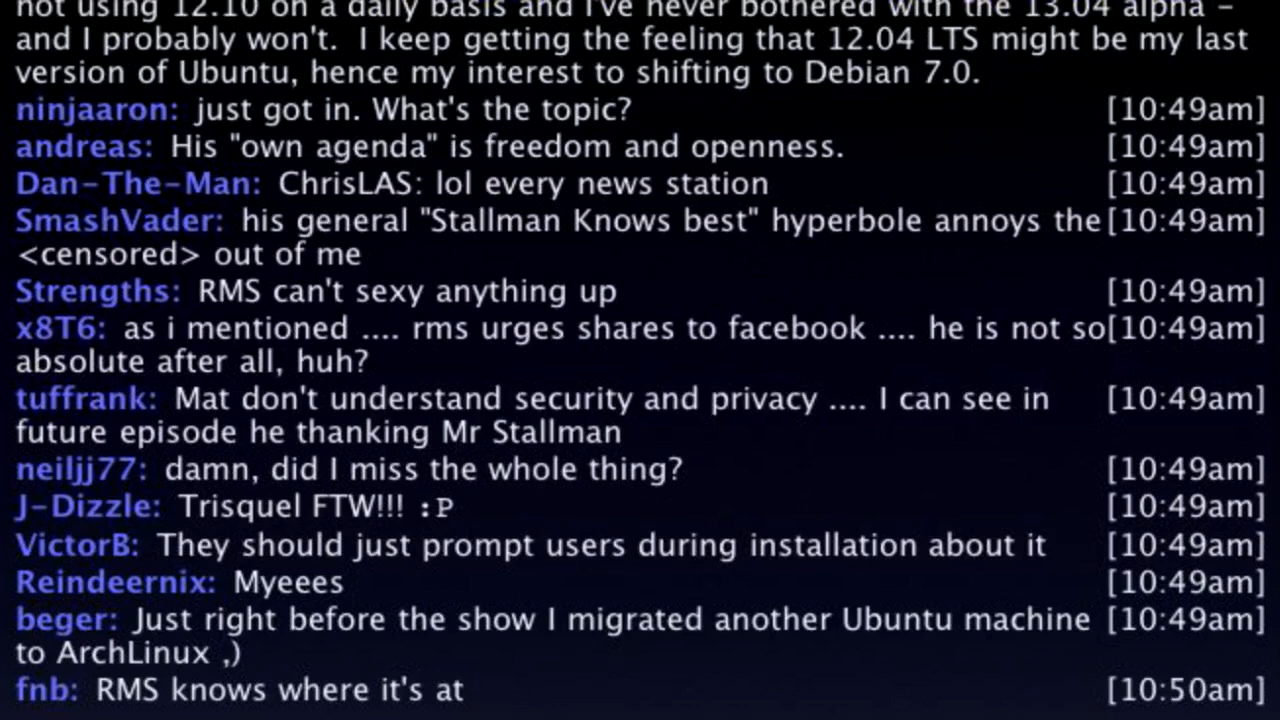 not using 12.10 on a daily basis and I've never bothered with the 13.04 alpha -
and I probably won't.  I keep getting the feeling that 12.04 LTS might be my last
version of Ubuntu, hence my interest to shifting to Debian 7.0.
ninjaaron: just got in. What's the topic? [10:49am]
andreas: His "own agenda" is freedom and openness. [10:49am]
Dan-The-Man: ChrisLAS: lol every news station [10:49am]
SmashVader: his general "Stallman Knows best" hyperbole annoys the [10:49am]
<censored> out of me
Strengths: RMS can't sexy anything up [10:49am]
x8T6: as i mentioned .... rms urges shares to facebook .... he is not so [10:49am]
absolute after all, huh?
tuffrank: Mat don't understand security and privacy .... I can see in [10:49am]
future episode he thanking Mr Stallman
neiljj77: damn, did I miss the whole thing? [10:49am]
J-Dizzle: Trisquel FTW!!! :P [10:49am]
VictorB: They should just prompt users during installation about it [10:49am]
Reindeernix: Myeees [10:49am]
beger: Just right before the show I migrated another Ubuntu machine [10:49am]
to ArchLinux ,)
fnb: RMS knows where it's at [10:50am]